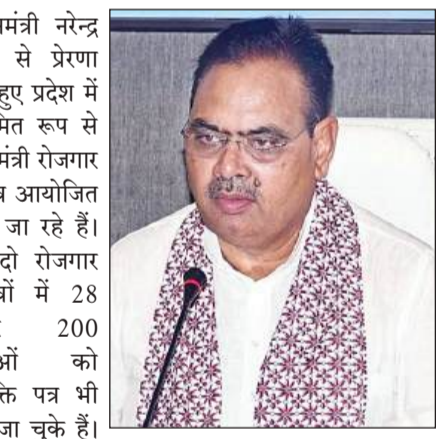 नरेन्द्र
से प्रेरणा
हुए प्रदेश में
रूप से
रोजगार
आयोजित
जा रहे हैं।
दो रोजगार
में 28
200
को
पत्र भी
जा चुके हैं।